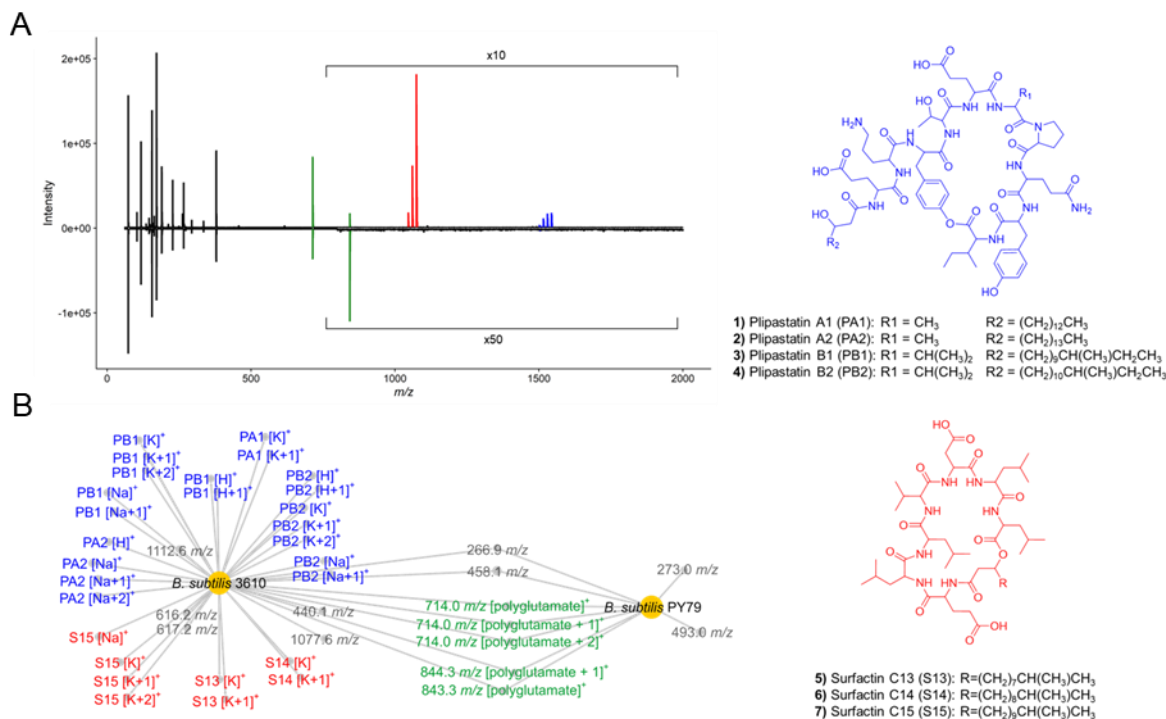 A
2e+05
1e+05
0e+00
-1e+05
Intensity
x10
x50
0
500
1000
1500
2000
m/z
O
HO
O
HO
O
NH
HN
R1
O
O
N
H2N
O
H
N
NH
O
O
NH
O
HO
O
NH
HN
O
O
HN
O
NH
NH2
HO
R2
O
O
O
HO
1) Plipastatin A1 (PA1): R1 = CH3 R2 = (CH2)12CH3
2) Plipastatin A2 (PA2): R1 = CH3 R2 = (CH2)13CH3
3) Plipastatin B1 (PB1): R1 = CH(CH3)2 R2 = (CH2)9CH(CH3)CH2CH3
4) Plipastatin B2 (PB2): R1 = CH(CH3)2 R2 = (CH2)10CH(CH3)CH2CH3
B
PB1 [K]+
PB1 [K+1]+
PB1 [K+2]+
PA1 [K]+
PA1 [K+1]+
PB1 [H]+
PB1 [H+1]+
PB2 [H]+
PB2 [H+1]+
PB1 [Na]+
PB1 [Na+1]+
PB2 [K]+
PB2 [K+1]+
PB2 [K+2]+
PA2 [H]+
1112.6 m/z
PA2 [Na]+
PA2 [Na+1]+
PA2 [Na+2]+
PB2 [Na]+
PB2 [Na+1]+
B. subtilis 3610
266.9 m/z
458.1 m/z
273.0 m/z
B. subtilis PY79
493.0 m/z
616.2 m/z
617.2 m/z
440.1 m/z
1077.6 m/z
714.0 m/z [polyglutamate]+
714.0 m/z [polyglutamate + 1]+
714.0 m/z [polyglutamate + 2]+
844.3 m/z [polyglutamate + 1]+
843.3 m/z [polyglutamate]+
S15 [Na]+
S15 [K]+
S15 [K+1]+
S15 [K+2]+
S13 [K]+
S13 [K+1]+
S14 [K]+
S14 [K+1]+
HO
O
O
NH
HN
O
O
NH
HN
O
O
NH
O
O
O
NH
HN
R
O
O
HO
5) Surfactin C13 (S13): R=(CH2)7CH(CH3)CH3
6) Surfactin C14 (S14): R=(CH2)8CH(CH3)CH3
7) Surfactin C15 (S15): R=(CH2)9CH(CH3)CH3